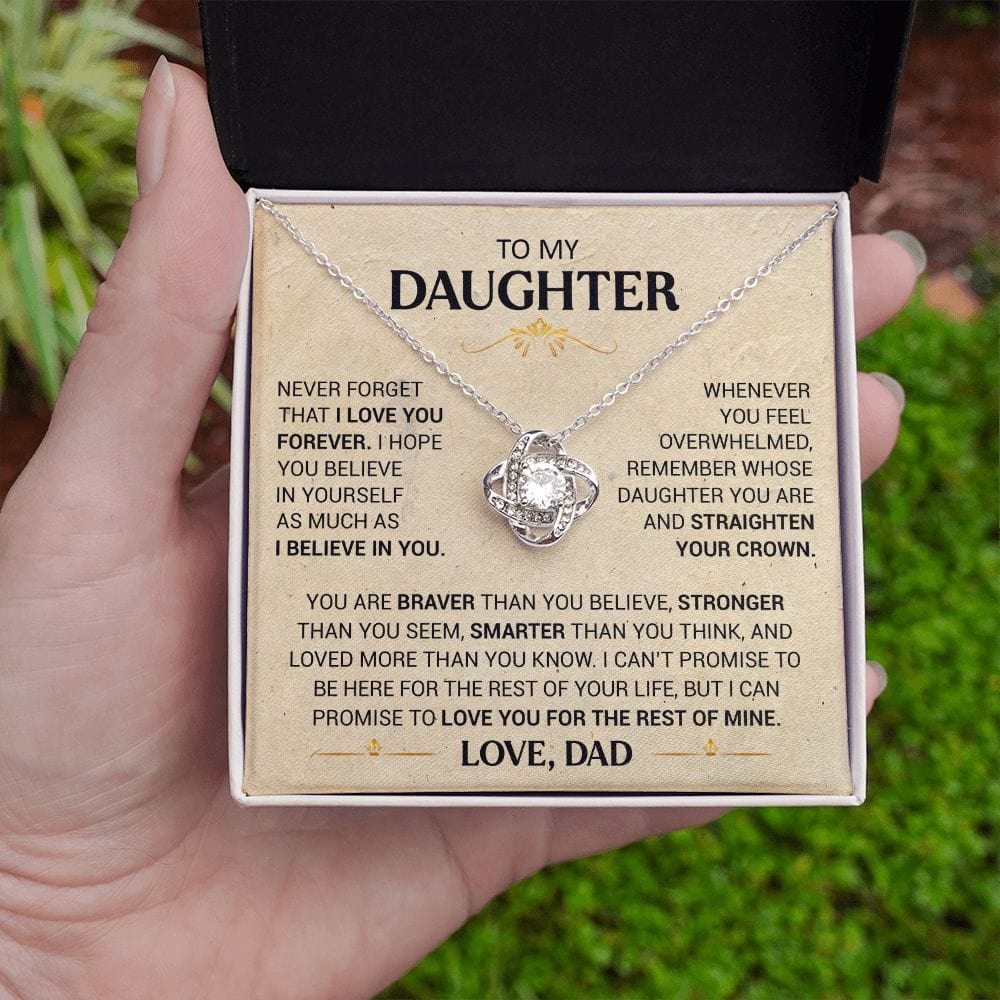 TO MY
DAUGHTER
NEVER FORGET
THAT I LOVE YOU
FOREVER. I HOPE
YOU BELIEVE
IN YOURSELF
AS MUCH AS
I BELIEVE IN YOU.
WHENEVER
YOU FEEL
OVERWHELMED,
REMEMBER WHOSE
DAUGHTER YOU ARE
AND STRAIGHTEN
YOUR CROWN.
YOU ARE BRAVER THAN YOU BELIEVE, STRONGER
THAN YOU SEEM, SMARTER THAN YOU THINK, AND
LOVED MORE THAN YOU KNOW. I CAN'T PROMISE TO
BE HERE FOR THE REST OF YOUR LIFE, BUT I CAN
PROMISE TO LOVE YOU FOR THE REST OF MINE.
LOVE, DAD